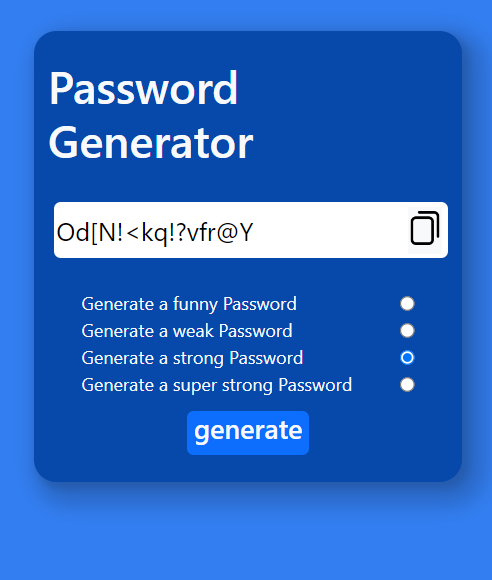 Password
Generator
Od[N!<kq!?vfr@Y
Generate a funny Password
Generate a weak Password
Generate a strong Password
Generate a super strong Password
generate